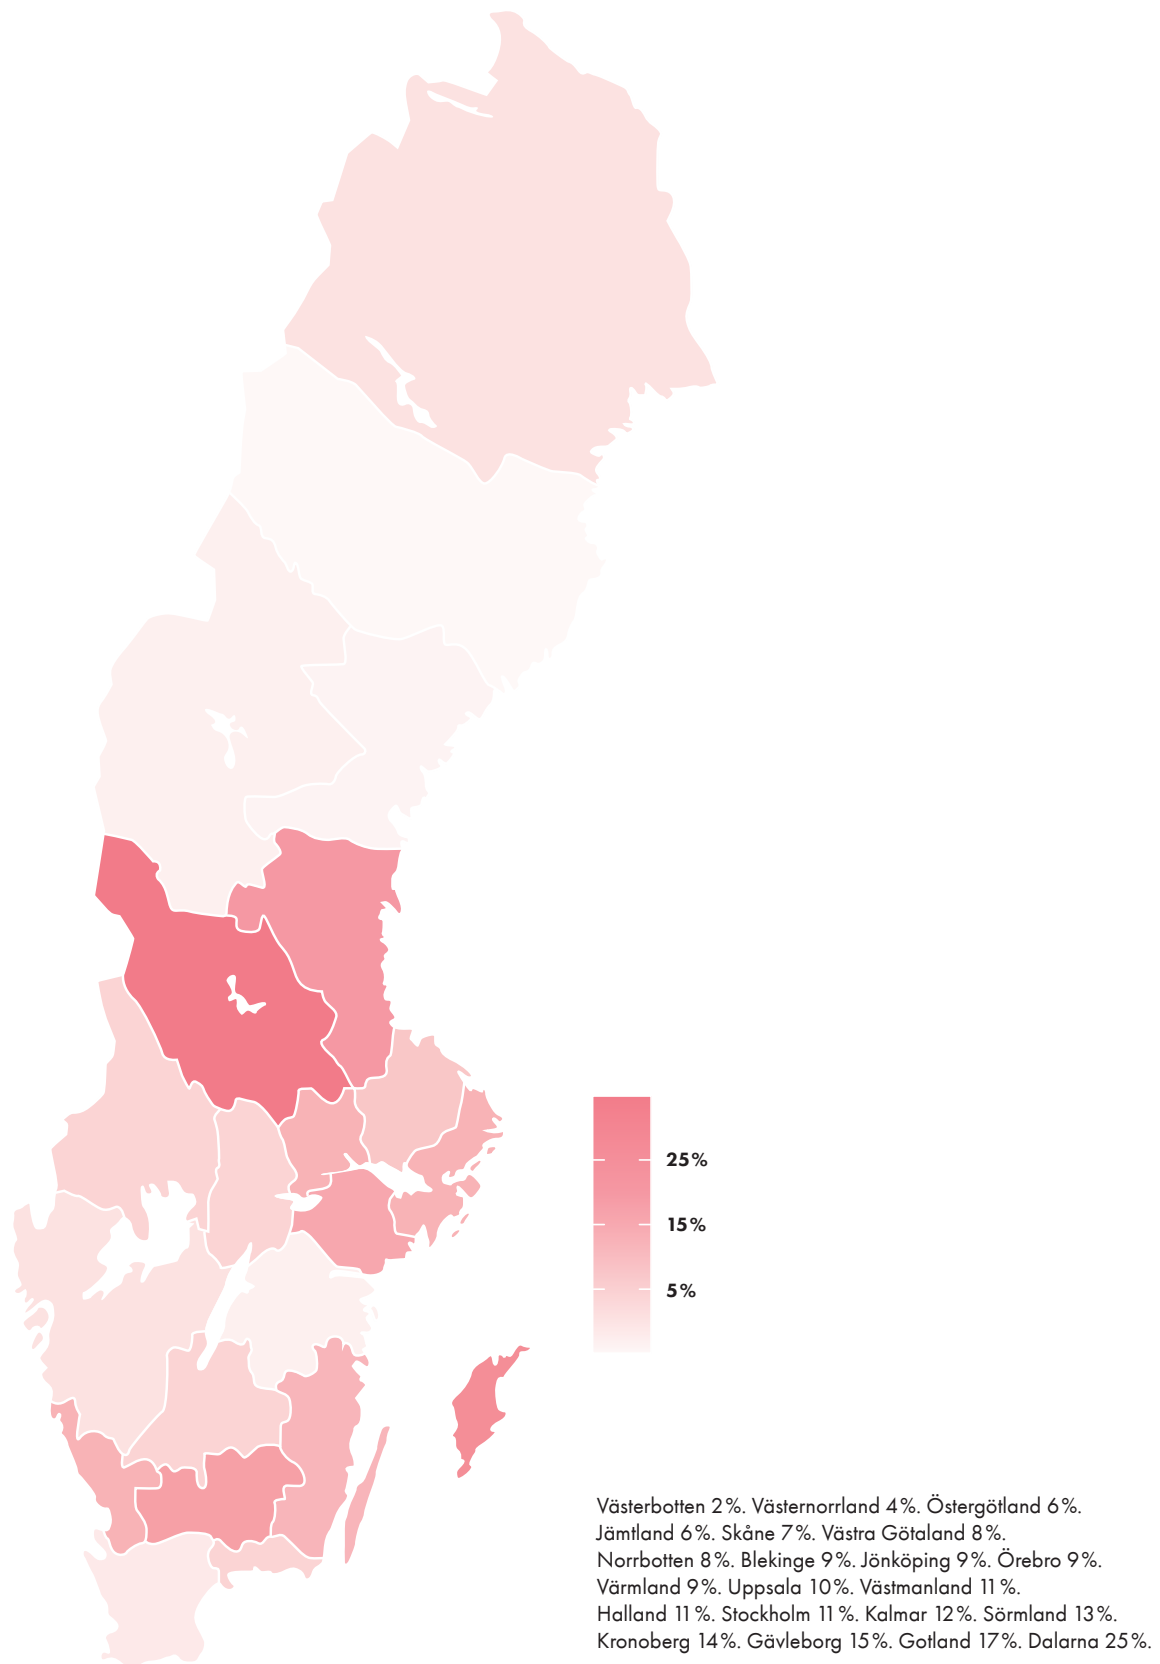 25%
15%
5%
Västerbotten 2%. Västernorrland 4%. Östergötland 6%.
Jämtland 6%. Skåne 7%. Västra Götaland 8%.
Norrbotten 8%. Blekinge 9%. Jönköping 9%. Örebro 9%.
Värmland 9%. Uppsala 10%. Västmanland 11%.
Halland 11%. Stockholm 11%. Kalmar 12%. Sörmland 13%.
Kronoberg 14%. Gävleborg 15%. Gotland 17%. Dalarna 25%.